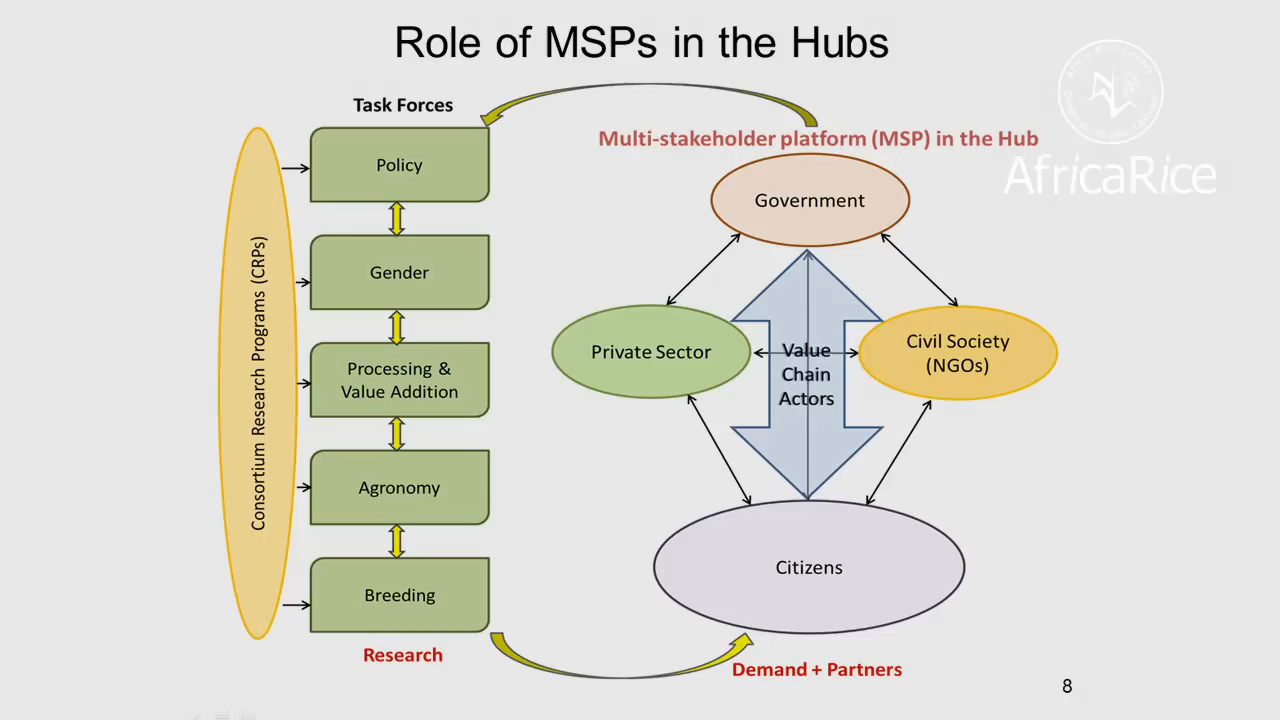 Role of MSPs in the Hubs
Task Forces
Consortium Research Programs (CRPs)
Policy
Gender
Processing &
Value Addition
Agronomy
Breeding
Research
Multi-stakeholder platform (MSP) in the Hub
Government
Private Sector
Value
Chain
Actors
Civil Society
(NGOs)
Citizens
Demand + Partners
AfricaRice
8